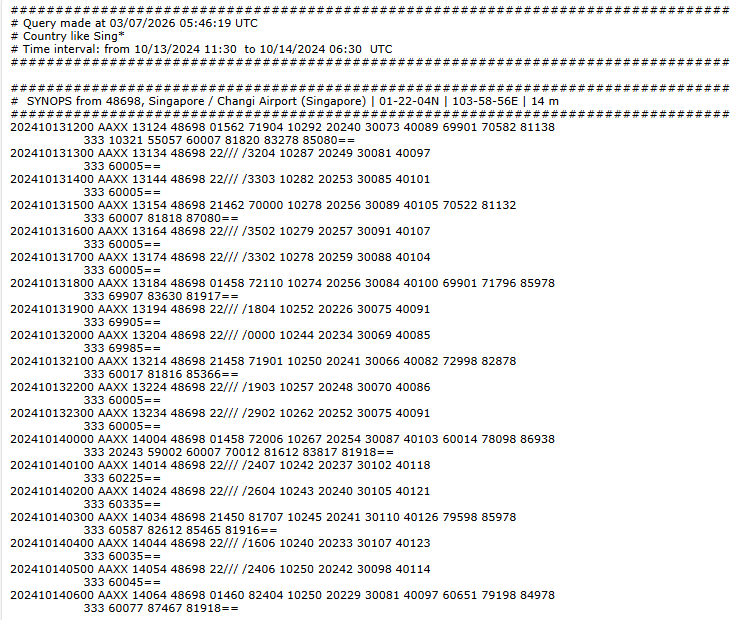 ####################################################################################
# Query made at 03/07/2026 05:46:19 UTC
# Country like Sing*
# Time interval: from 10/13/2024 11:30  to 10/14/2024 06:30  UTC
####################################################################################

####################################################################################
#  SYNOPS from 48698, Singapore / Changi Airport (Singapore) | 01-22-04N | 103-58-56E | 14 m
####################################################################################
202410131200 AAXX 13124 48698 01562 71904 10292 20240 30073 40089 69901 70582 81138
333 10321 55057 60007 81820 83278 85080==
202410131300 AAXX 13134 48698 22/// /3204 10287 20249 30081 40097
333 60005==
202410131400 AAXX 13144 48698 22/// /3303 10282 20253 30085 40101
333 60005==
202410131500 AAXX 13154 48698 21462 70000 10278 20256 30089 40105 70522 81132
333 60007 81818 87080==
202410131600 AAXX 13164 48698 22/// /3502 10279 20257 30091 40107
333 60005==
202410131700 AAXX 13174 48698 22/// /3302 10278 20259 30088 40104
333 60005==
202410131800 AAXX 13184 48698 01458 72110 10274 20256 30084 40100 69901 71796 85978
333 69907 83630 81917==
202410131900 AAXX 13194 48698 22/// /1804 10252 20226 30075 40091
333 69905==
202410132000 AAXX 13204 48698 22/// /0000 10244 20234 30069 40085
333 69985==
202410132100 AAXX 13214 48698 21458 71901 10250 20241 30066 40082 72998 82878
333 60017 81816 85366==
202410132200 AAXX 13224 48698 22/// /1903 10257 20248 30070 40086
333 60005==
202410132300 AAXX 13234 48698 22/// /2902 10262 20252 30075 40091
333 60005==
202410140000 AAXX 14004 48698 01458 72006 10267 20254 30087 40103 60014 78098 86938
333 20243 59002 60007 70012 81612 83817 81918==
202410140100 AAXX 14014 48698 22/// /2407 10242 20237 30102 40118
333 60225==
202410140200 AAXX 14024 48698 22/// /2604 10243 20240 30105 40121
333 60335==
202410140300 AAXX 14034 48698 21450 81707 10245 20241 30110 40126 79598 85978
333 60587 82612 85465 81916==
202410140400 AAXX 14044 48698 22/// /1606 10240 20233 30107 40123
333 60035==
202410140500 AAXX 14054 48698 22/// /2406 10250 20242 30098 40114
333 60045==
202410140600 AAXX 14064 48698 01460 82404 10250 20229 30081 40097 60651 79198 84978
333 60077 87467 81918==